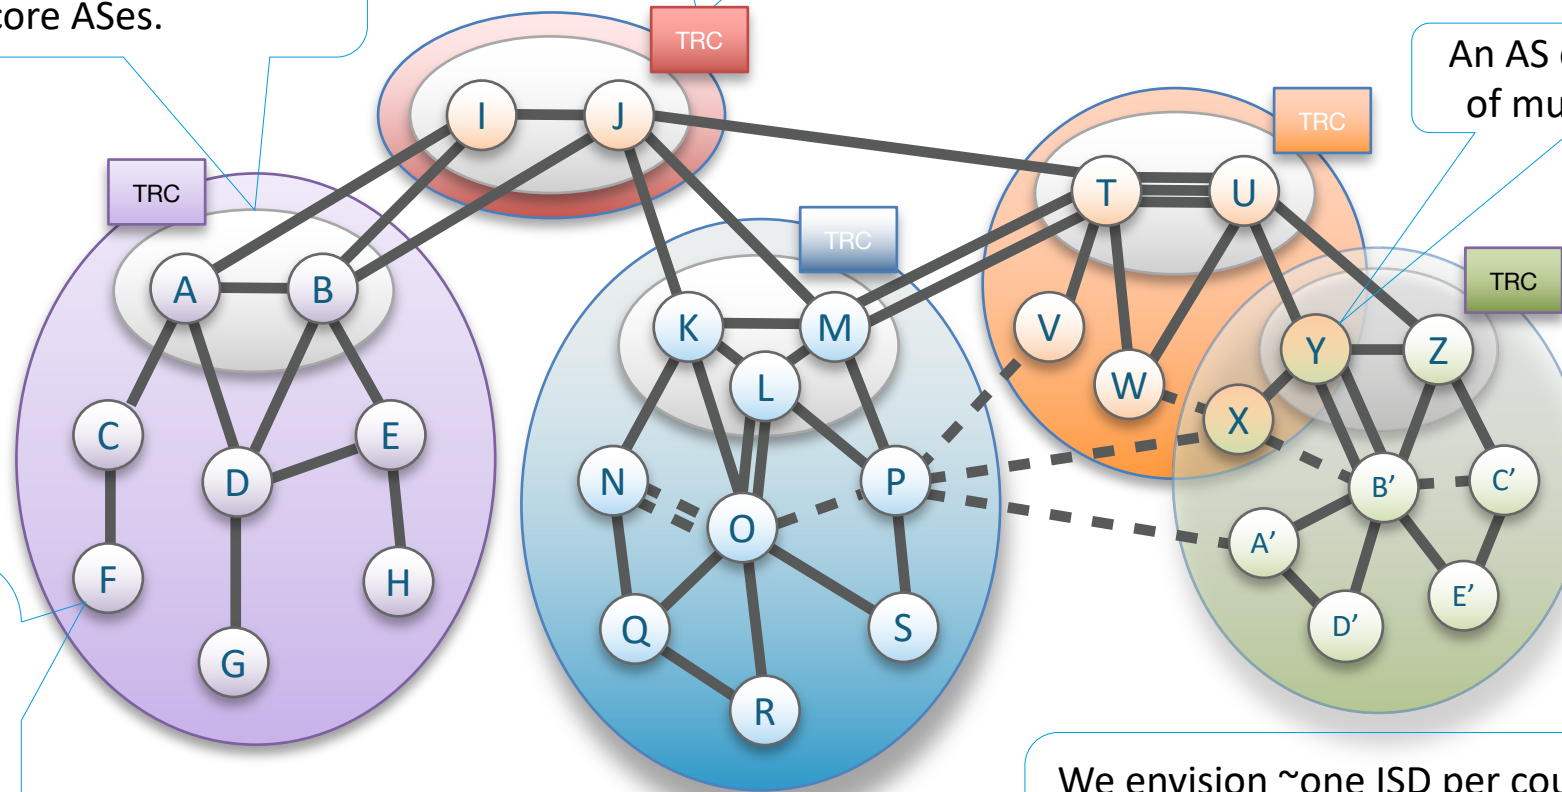 core ASes.
TRC
An AS
of mu
TRC
I
J
TRC
T
U
TRC
TRC
A
B
K
M
V
Y
Z
L
W
X
C
E
D
N
P
B’
C’
O
A’
F
H
E’
Q
S
D’
G
R
We envision ~one ISD per cou